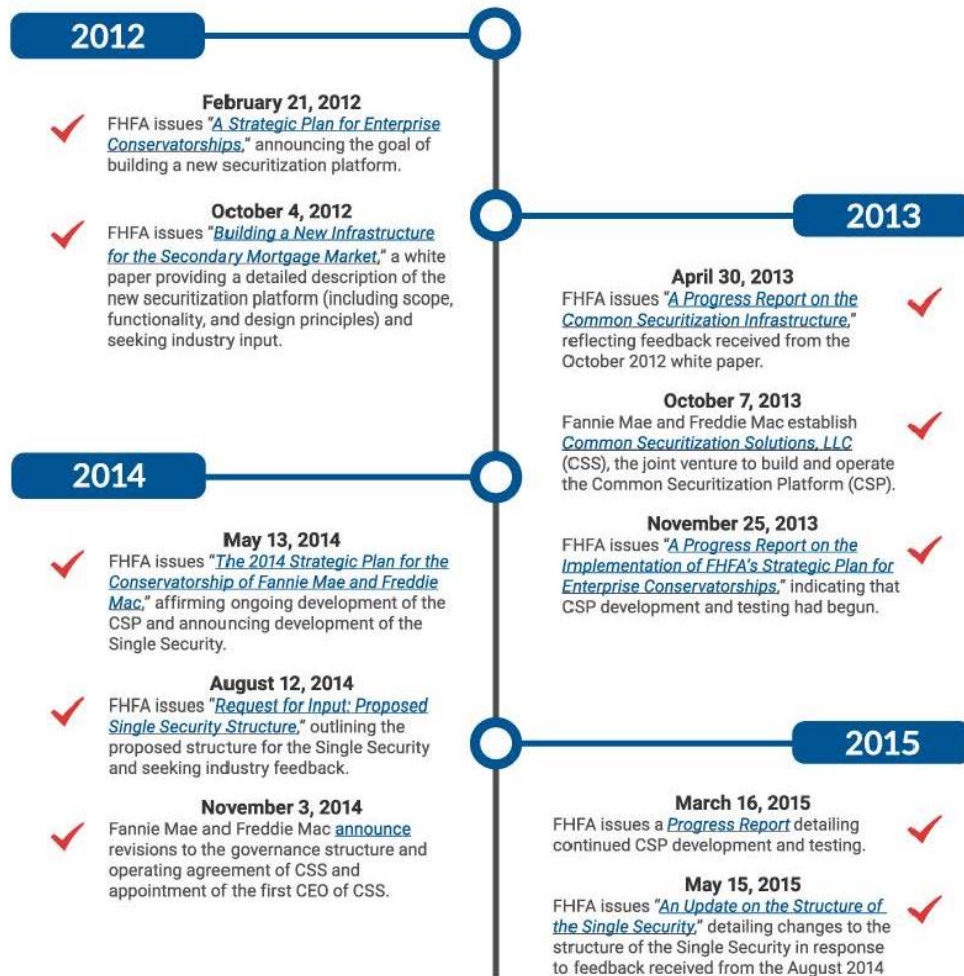 2012
February 21, 2012
FHFA issues "A Strategic Plan for Enterprise
Conservatorships," announcing the goal of
building a new securitization platform.
October 4, 2012
FHFA issues "Building a New Infrastructure
for the Secondary Mortgage Market," a white
paper providing a detailed description of the
new securitization platform (including scope,
functionality, and design principles) and
seeking industry input.
2013
April 30, 2013
FHFA issues "A Progress Report on the
Common Securitization Infrastructure,"
reflecting feedback received from the
October 2012 white paper.
October 7, 2013
Fannie Mae and Freddie Mac establish
Common Securitization Solutions, LLC
(CSS), the joint venture to build and operate
the Common Securitization Platform (CSP).
November 25, 2013
FHFA issues "A Progress Report on the
Implementation of FHFA's Strategic Plan for
Enterprise Conservatorships," indicating that
CSP development and testing had begun.
2014
May 13, 2014
FHFA issues "The 2014 Strategic Plan for the
Conservatorship of Fannie Mae and Freddie
Mac," affirming ongoing development of the
CSP and announcing development of the
Single Security.
August 12, 2014
FHFA issues "Request for Input: Proposed
Single Security Structure," outlining the
proposed structure for the Single Security
and seeking industry feedback.
November 3, 2014
Fannie Mae and Freddie Mac announce
revisions to the governance structure and
operating agreement of CSS and
appointment of the first CEO of CSS.
2015
March 16, 2015
FHFA issues a Progress Report detailing
continued CSP development and testing.
May 15, 2015
FHFA issues "An Update on the Structure of
the Single Security," detailing changes to the
structure of the Single Security in response
to feedback received from the August 2014